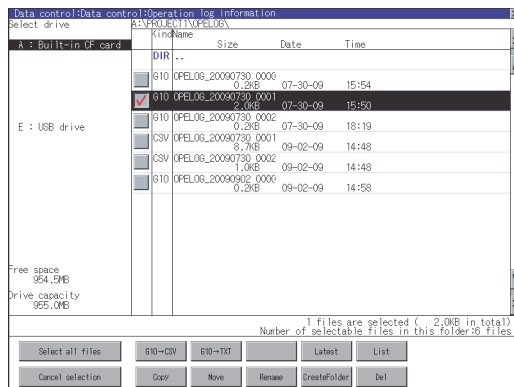 Data control:Data control:Operation log information
Select drive
A:\PROJECT1\OPELOG\
Kind Name
Size Date Time
A : Built-in CF card
DIR ..
G10 OPELOG_20090730_0000
0.2KB 07-30-09 15:54
G10 OPELOG_20090730_0001
2.0KB 07-30-09 15:50
G10 OPELOG_20090730_0002
0.2KB 07-30-09 18:19
E : USB drive
CSV OPELOG_20090730_0001
8.7KB 09-02-09 14:48
CSV OPELOG_20090730_0002
1.0KB 09-02-09 14:48
G10 OPELOG_20090902_0000
0.2KB 09-02-09 14:58
Free space
954.5MB
Drive capacity
955.0MB
1 files are selected ( 2.0KB in total)
Number of selectable files in this folder:6 files
Select all files G10→CSV G10→TXT Latest List
Cancel selection Copy Move Rename CreateFolder Del